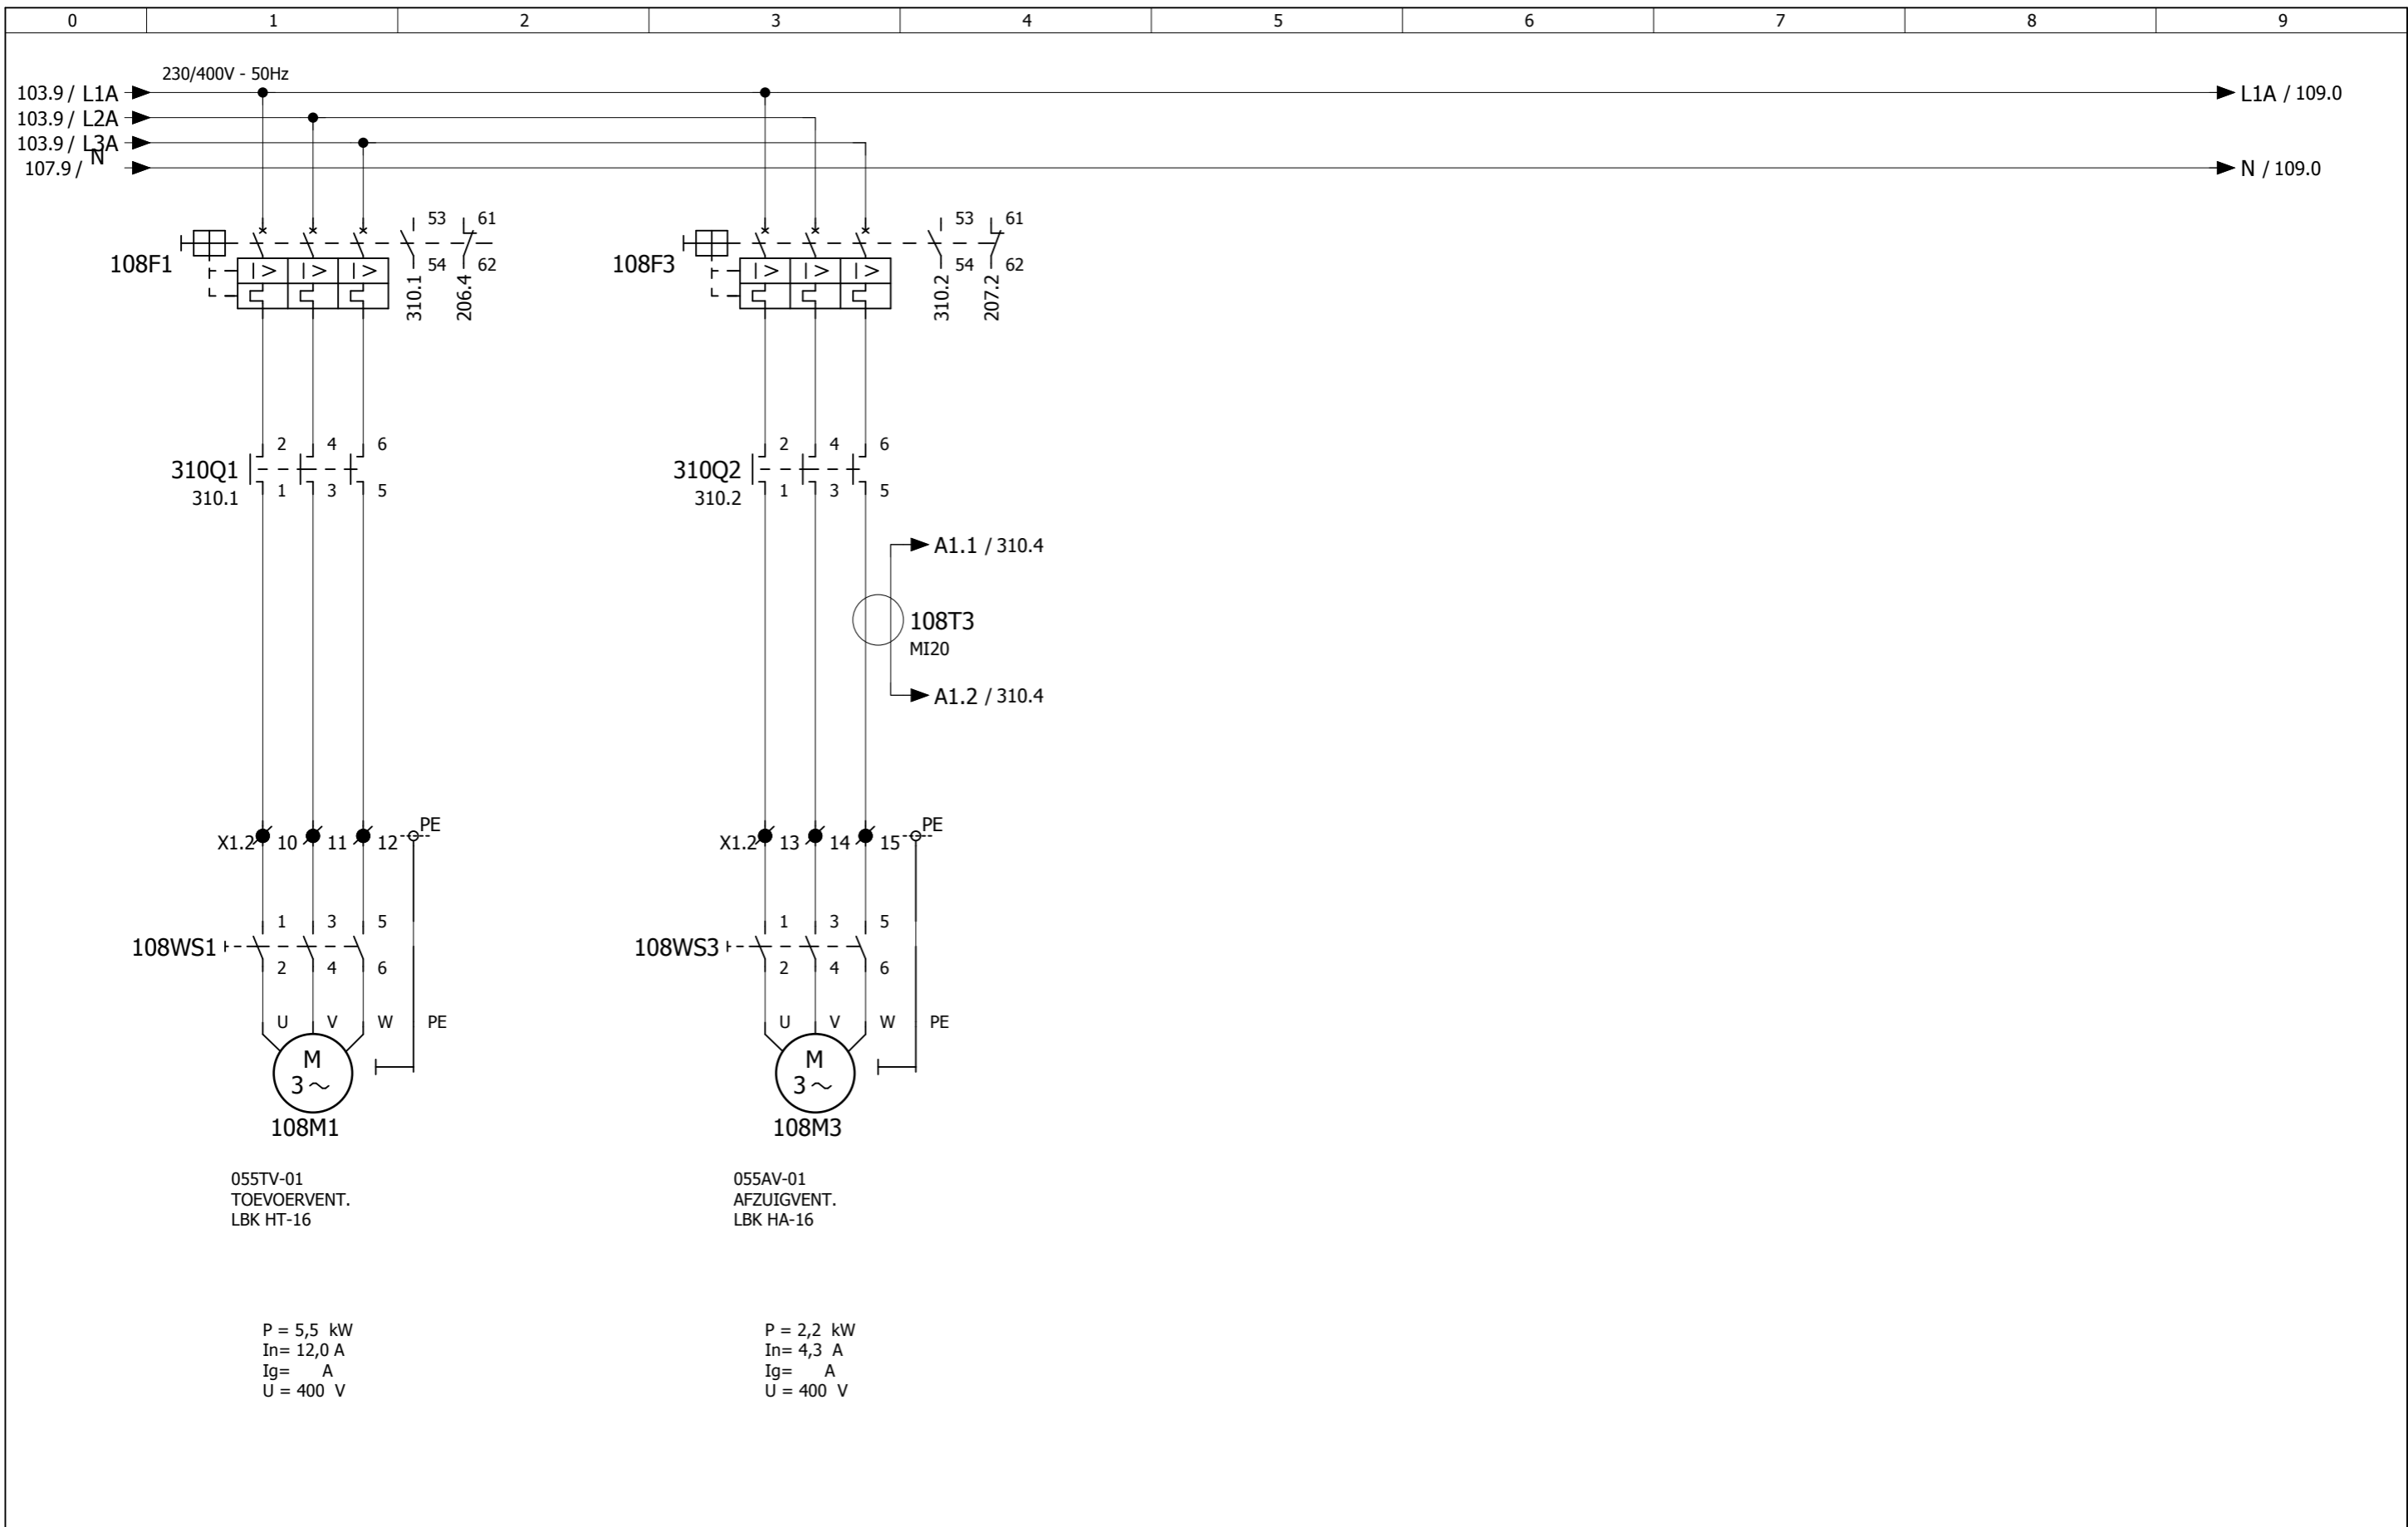 0 1 2 3 4 5 6 7 8 9
230/400V - 50Hz
103.9 / L1A L1A / 109.0
103.9 / L2A
103.9 / L3A
107.9 / N N / 109.0
108F1 53 61
54 62
310.1 206.4
108F3 53 61
54 62
310.2 207.2
I > I > I >
I > I > I >
2 4 6
310Q1
310.1 1 3 5
2 4 6
310Q2
310.2 1 3 5
A1.1 / 310.4
108T3
MI20
A1.2 / 310.4
PE
X1.2 10 11 12
PE
X1.2 13 14 15
1 3 5
108WS1
2 4 6
1 3 5
108WS3
2 4 6
U V W PE
M
3~
108M1
U V W PE
M
3~
108M3
055TV-01
TOEVOERVENT.
LBK HT-16
055AV-01
AFZUIGVENT.
LBK HA-16
P = 5,5 kW
In= 12,0 A
Ig= A
U = 400 V
P = 2,2 kW
In= 4,3 A
Ig= A
U = 400 V